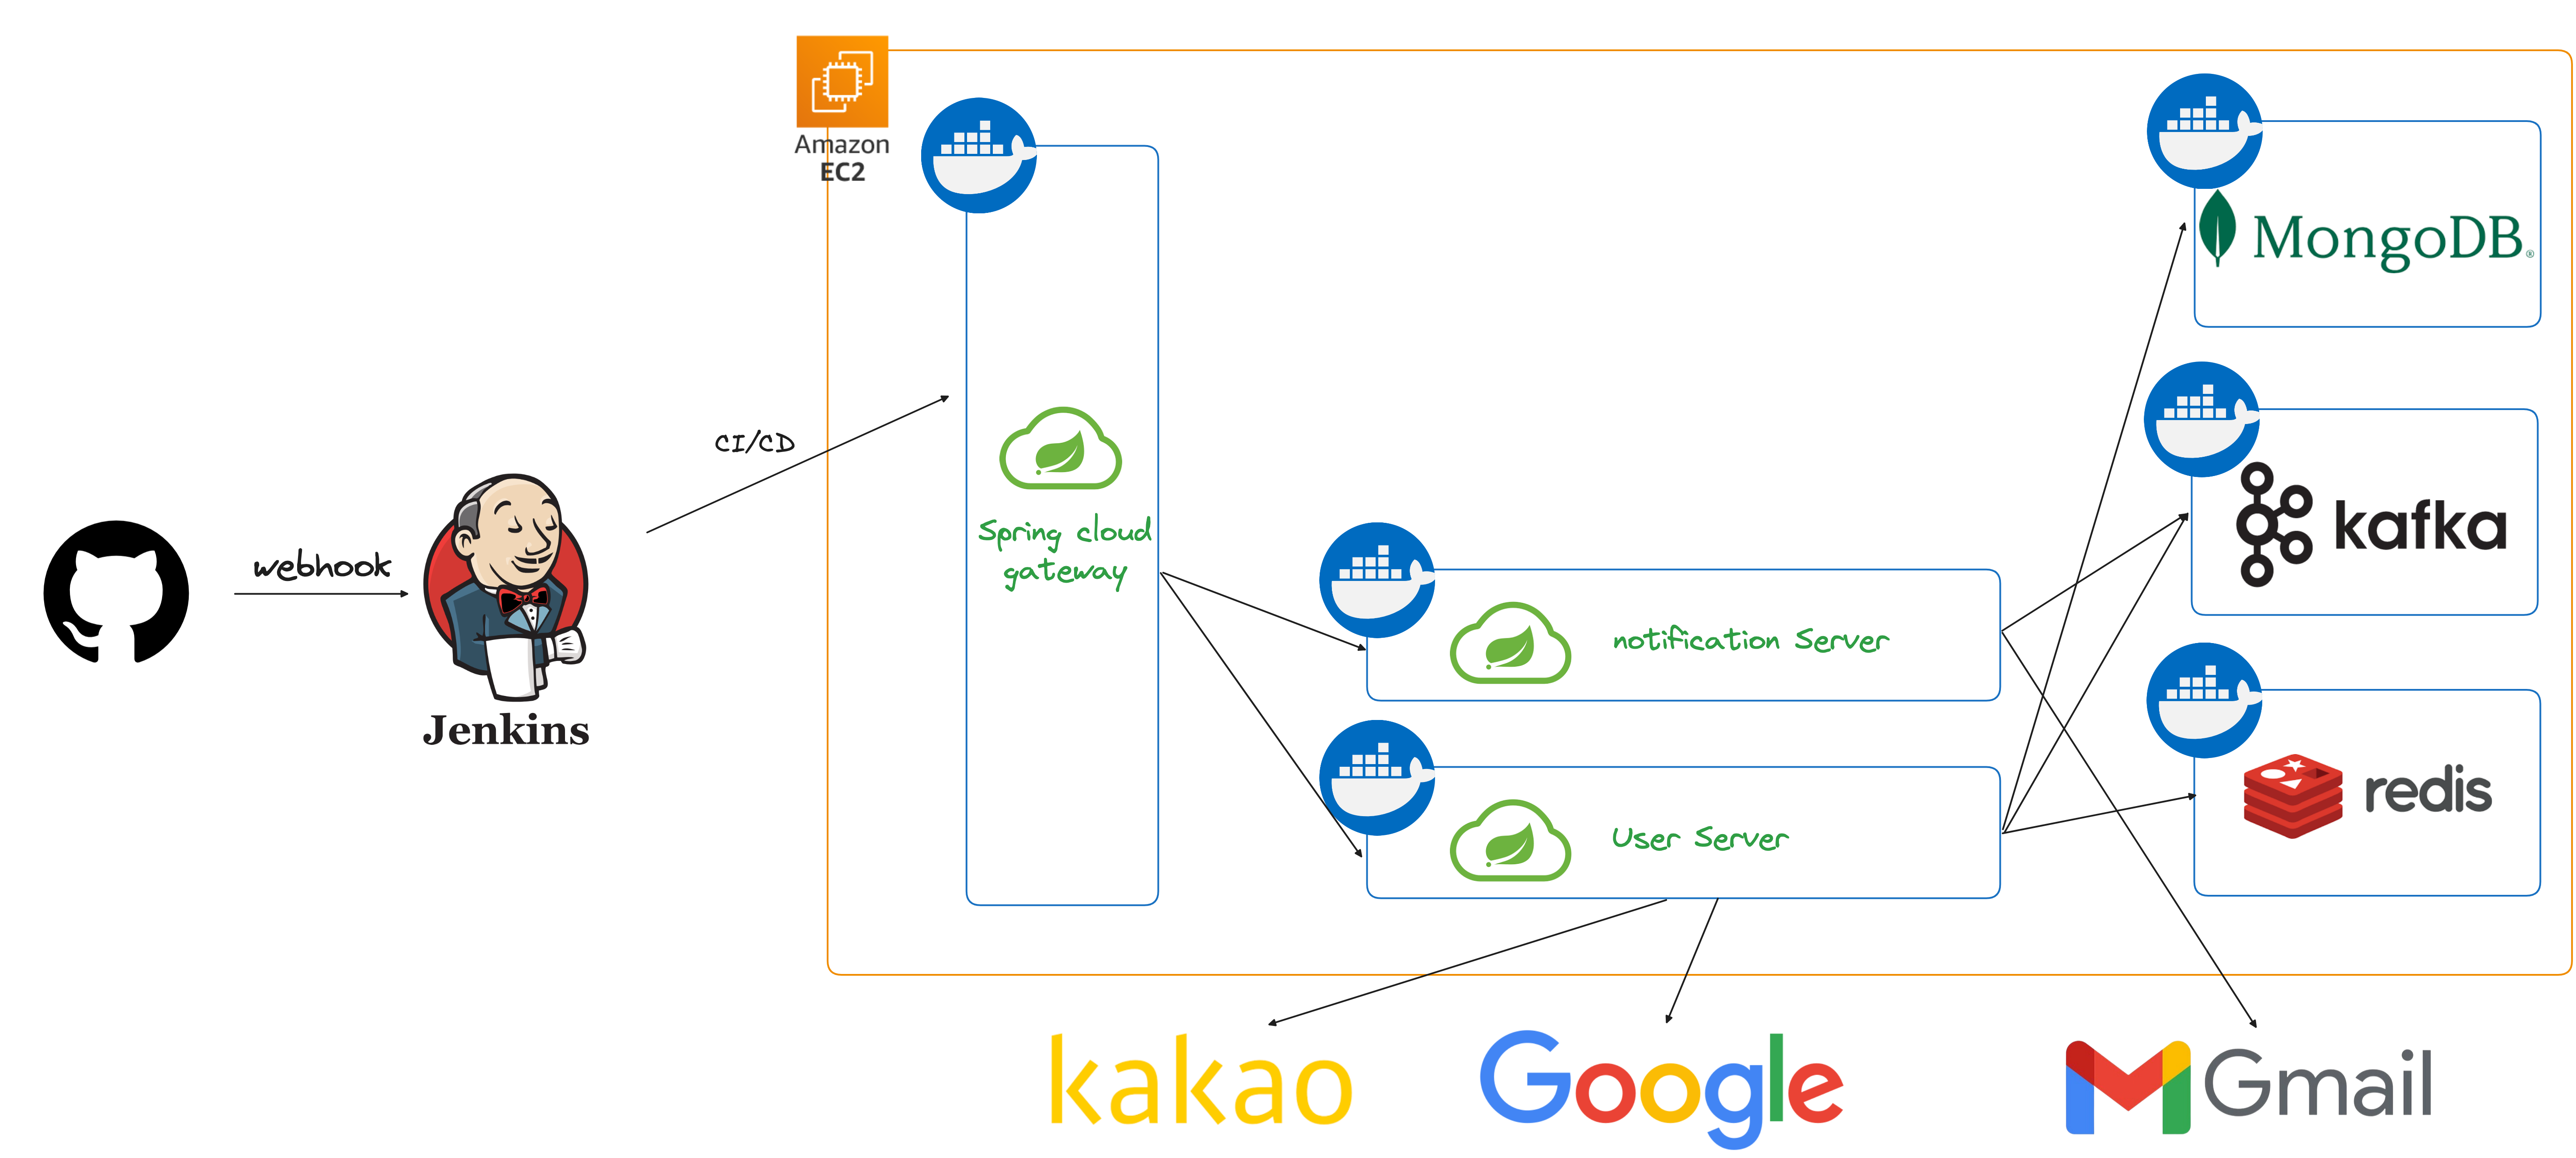 Amazon
EC2
MongoDB®
CI/CD
kafka
Spring cloud
gateway
webhook
notification Server
Jenkins
redis
User Server
kakao
Google
Gmail